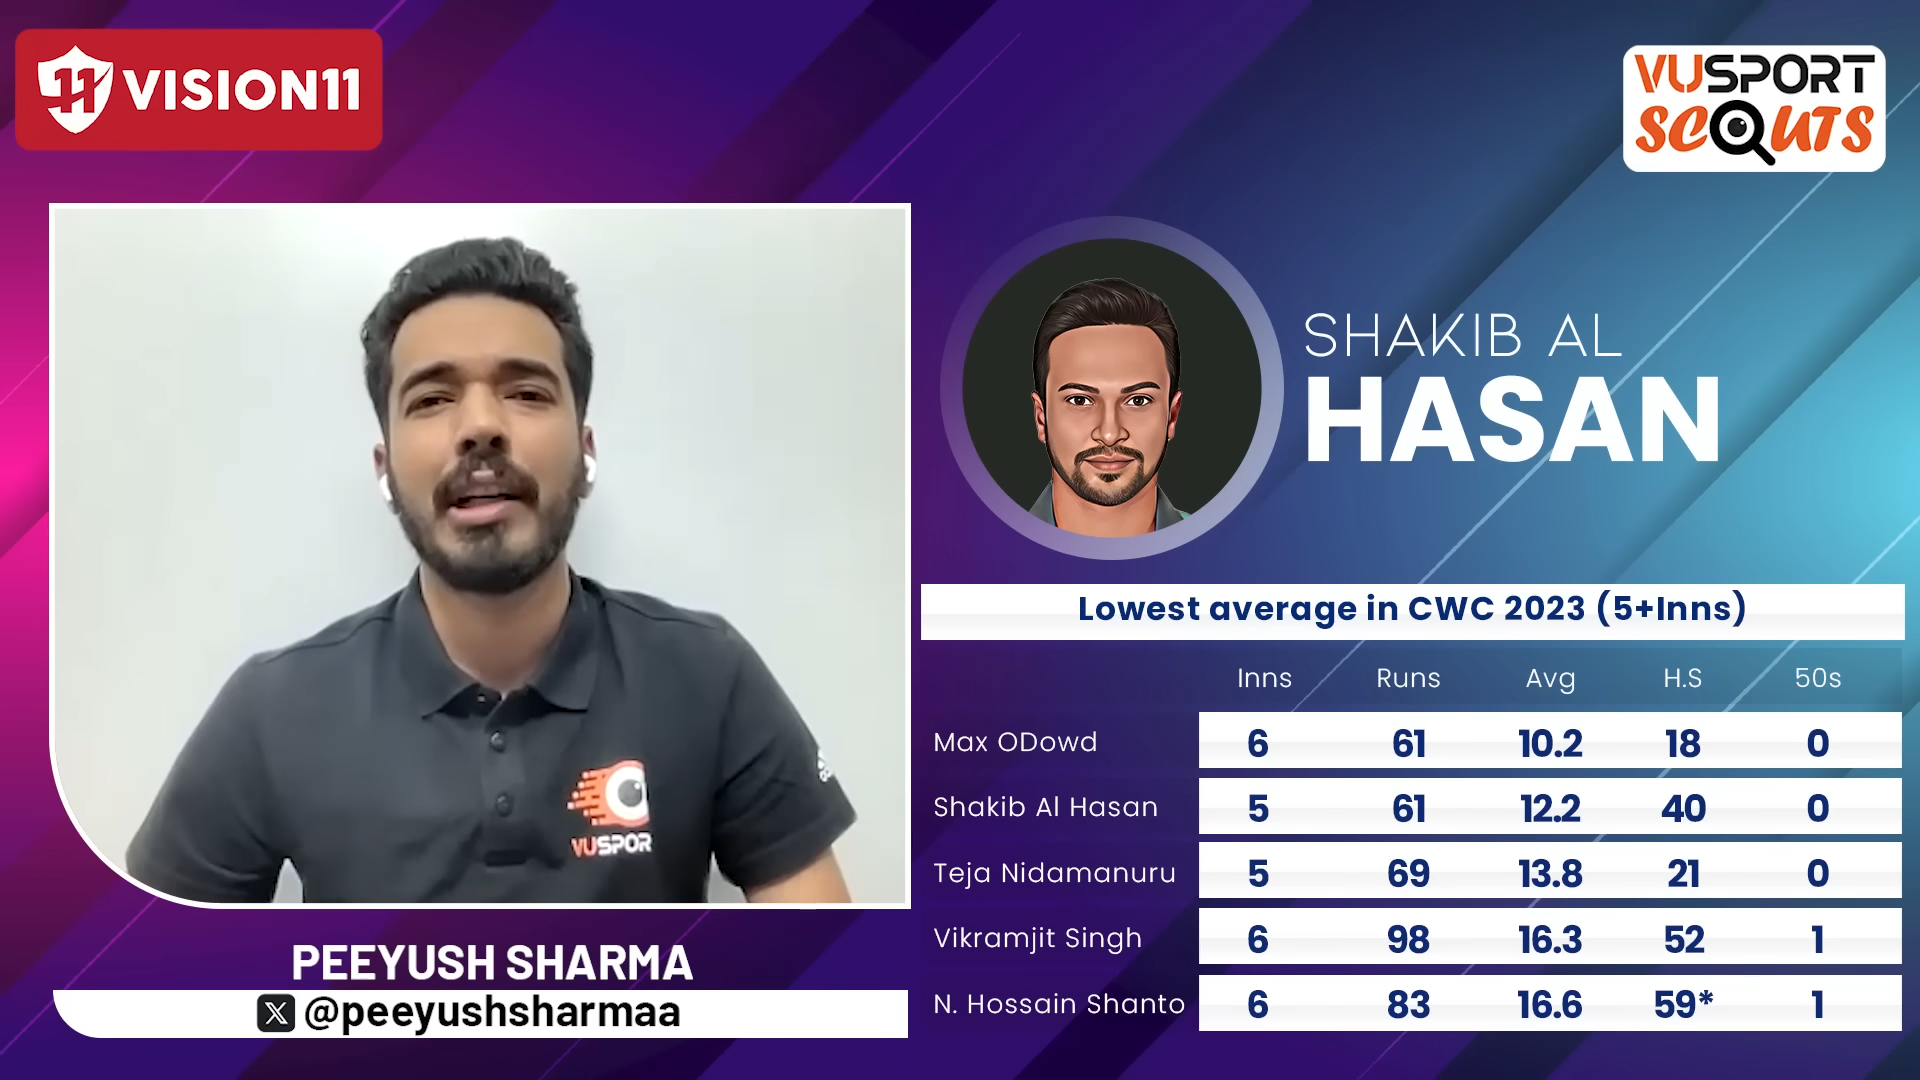 11 VISION11
VUSPORT
SCOUTS
SHAKIB AL
HASAN
VUSPOR
PEEYUSH SHARMA
X @peeyushsharmaa
Lowest average in CWC 2023 (5+Inns)
Inns Runs Avg H.S 50s
Max ODowd 6 61 10.2 18 0
Shakib Al Hasan 5 61 12.2 40 0
Teja Nidamanuru 5 69 13.8 21 0
Vikramjit Singh 6 98 16.3 52 1
N. Hossain Shanto 6 83 16.6 59* 1